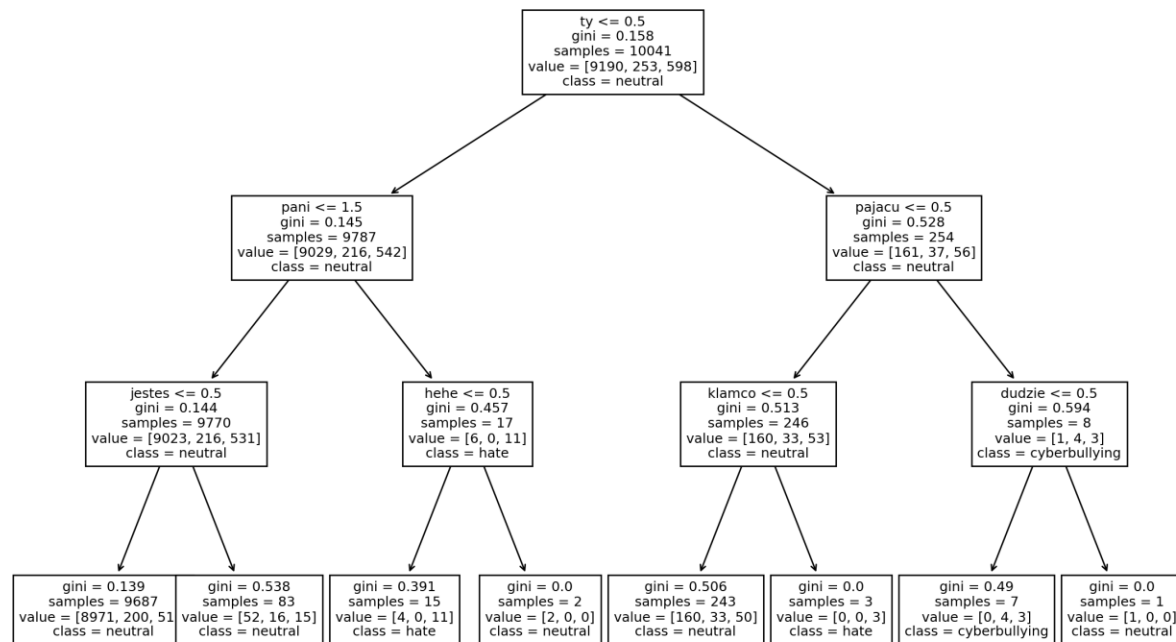 ty <= 0.5
gini = 0.158
samples = 10041
value = [9190, 253, 598]
class = neutral
pani <= 1.5
gini = 0.145
samples = 9787
value = [9029, 216, 542]
class = neutral
pajacu <= 0.5
gini = 0.528
samples = 254
value = [161, 37, 56]
class = neutral
jestes <= 0.5
gini = 0.144
samples = 9770
value = [9023, 216, 531]
class = neutral
hehe <= 0.5
gini = 0.457
samples = 17
value = [6, 0, 11]
class = hate
klamco <= 0.5
gini = 0.513
samples = 246
value = [160, 33, 53]
class = neutral
dudzie <= 0.5
gini = 0.594
samples = 8
value = [1, 4, 3]
class = cyberbullying
gini = 0.139
samples = 9687
value = [8971, 200, 51
class = neutral
gini = 0.538
samples = 83
value = [52, 16, 15]
class = neutral
gini = 0.391
samples = 15
value = [4, 0, 11]
class = hate
gini = 0.0
samples = 2
value = [2, 0, 0]
class = neutral
gini = 0.506
samples = 243
value = [160, 33, 50]
class = neutral
gini = 0.0
samples = 3
value = [0, 0, 3]
class = hate
gini = 0.49
samples = 7
value = [0, 4, 3]
class = cyberbullying
gini = 0.0
samples = 1
value = [1, 0, 0]
class = neutral